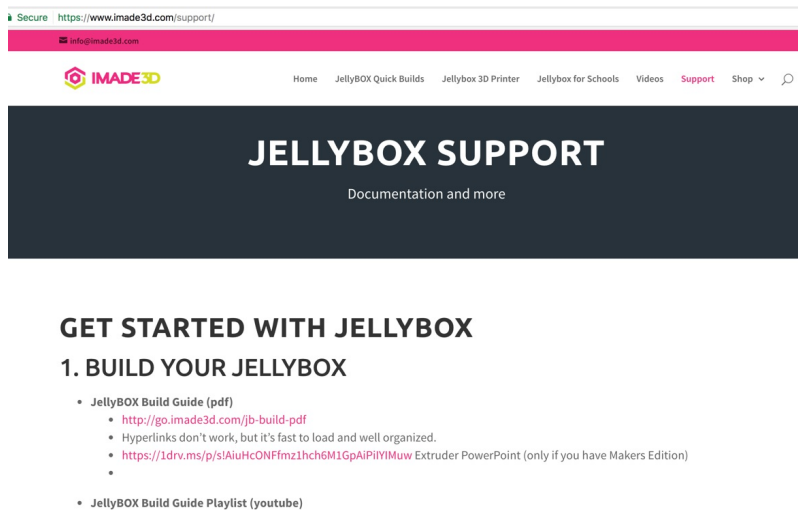 Secure https://www.imade3d.com/support/
info@imade3d.com
IMADE3D
Home JellyBOX Quick Builds Jellybox 3D Printer Jellybox for Schools Videos Support Shop
JELLYBOX SUPPORT
Documentation and more
GET STARTED WITH JELLYBOX
1. BUILD YOUR JELLYBOX
JellyBOX Build Guide (pdf)
http://go.imade3d.com/jb-build-pdf
Hyperlinks don't work, but it's fast to load and well organized.
https://1drv.ms/p/s!AiuHcONFfmz1hch6M1GpAiPiIYIMuw Extruder PowerPoint (only if you have Makers Edition)
JellyBOX Build Guide Playlist (youtube)